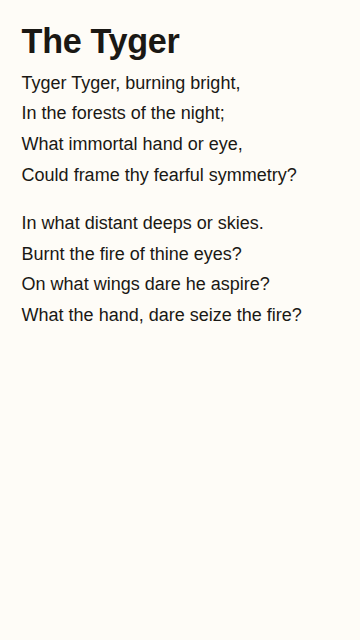 The Tyger
Tyger Tyger, burning bright,
In the forests of the night;
What immortal hand or eye,
Could frame thy fearful symmetry?
In what distant deeps or skies.
Burnt the fire of thine eyes?
On what wings dare he aspire?
What the hand, dare seize the fire?